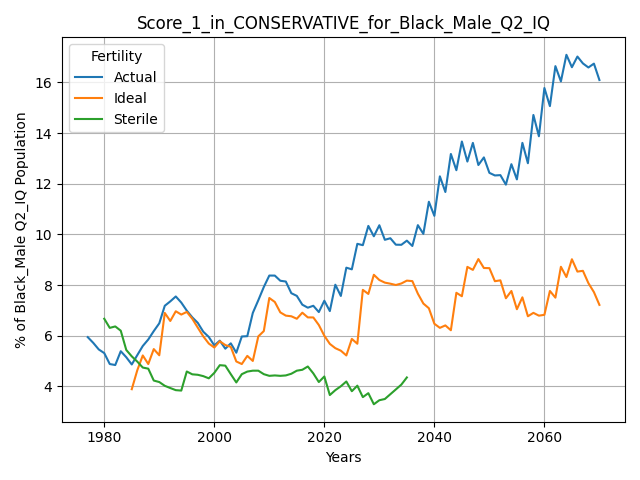 Score_1_in_CONSERVATIVE_for_Black_Male_Q2_IQ
Fertility
Actual
Ideal
Sterile
% of Black_Male Q2_IQ Population
16
14
12
10
8
6
4
1980 2000 2020 2040 2060
Years